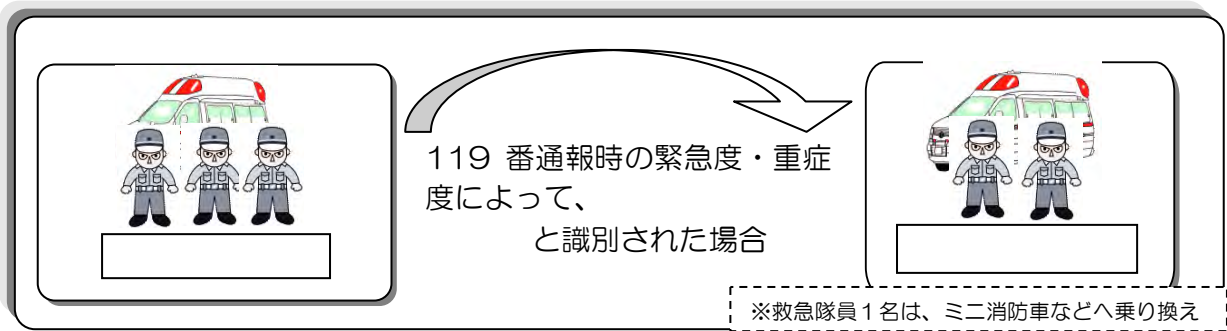 119 番通報時の緊急度・重症
度によって、
と識別された場合
※救急隊員1名は、ミニ消防車などへ乗り換え